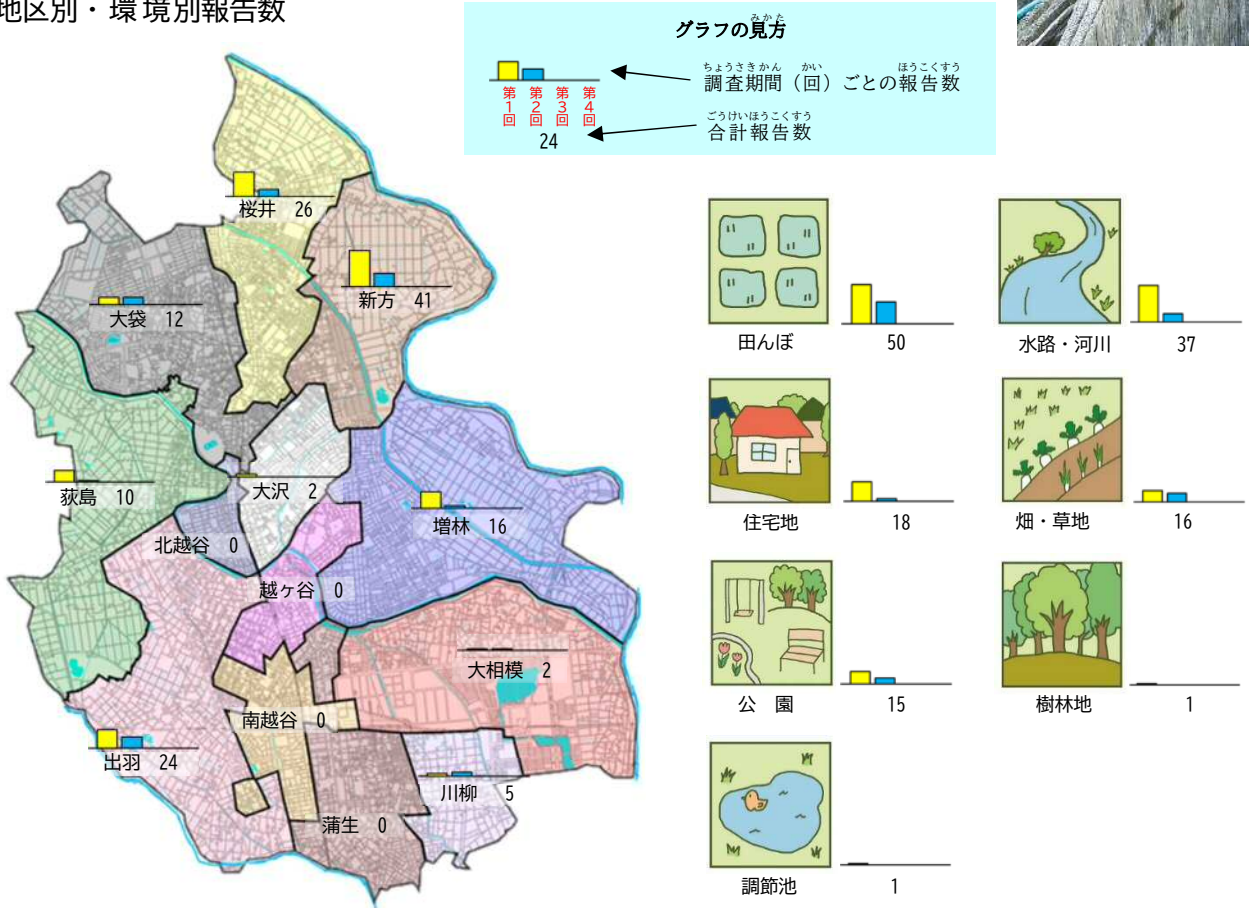 地区別・環境別報告数
グラフの見方
みかた
ちょうさきかん かい ほうこくすう
調査期間（回）ごとの報告数
第1回 第2回 第3回 第4回
ごうけいほうこくすう
合計報告数
24
桜井 26
新方 41
大袋 12
荻島 10
大沢 2
増林 16
北越谷 0
越ヶ谷 0
大相模 2
南越谷 0
出羽 24
川柳 5
蒲生 0
田んぼ 50
水路・河川 37
住宅地 18
畑・草地 16
公 園 15
樹林地 1
調節池 1